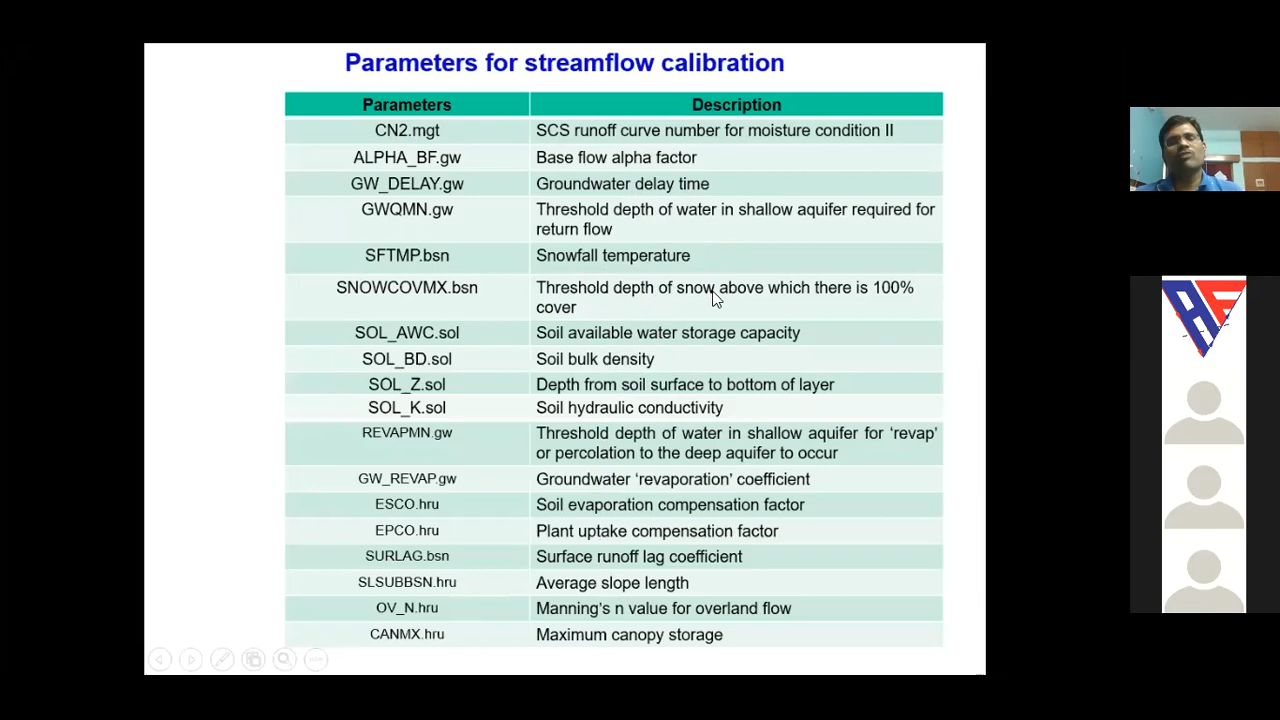 Parameters for streamflow calibration
Parameters Description
CN2.mgt SCS runoff curve number for moisture condition II
ALPHA_BF.gw Base flow alpha factor
GW_DELAY.gw Groundwater delay time
GWQMN.gw Threshold depth of water in shallow aquifer required for
return flow
SFTMP.bsn Snowfall temperature
SNOWCOVMX.bsn Threshold depth of snow above which there is 100%
cover
SOL_AWC.sol Soil available water storage capacity
SOL_BD.sol Soil bulk density
SOL_Z.sol Depth from soil surface to bottom of layer
SOL_K.sol Soil hydraulic conductivity
REVAPMN.gw Threshold depth of water in shallow aquifer for ‘revap’
or percolation to the deep aquifer to occur
GW_REVAP.gw Groundwater ‘revaporation’ coefficient
ESCO.hru Soil evaporation compensation factor
EPCO.hru Plant uptake compensation factor
SURLAG.bsn Surface runoff lag coefficient
SLSUBBSN.hru Average slope length
OV_N.hru Manning’s n value for overland flow
CANMX.hru Maximum canopy storage